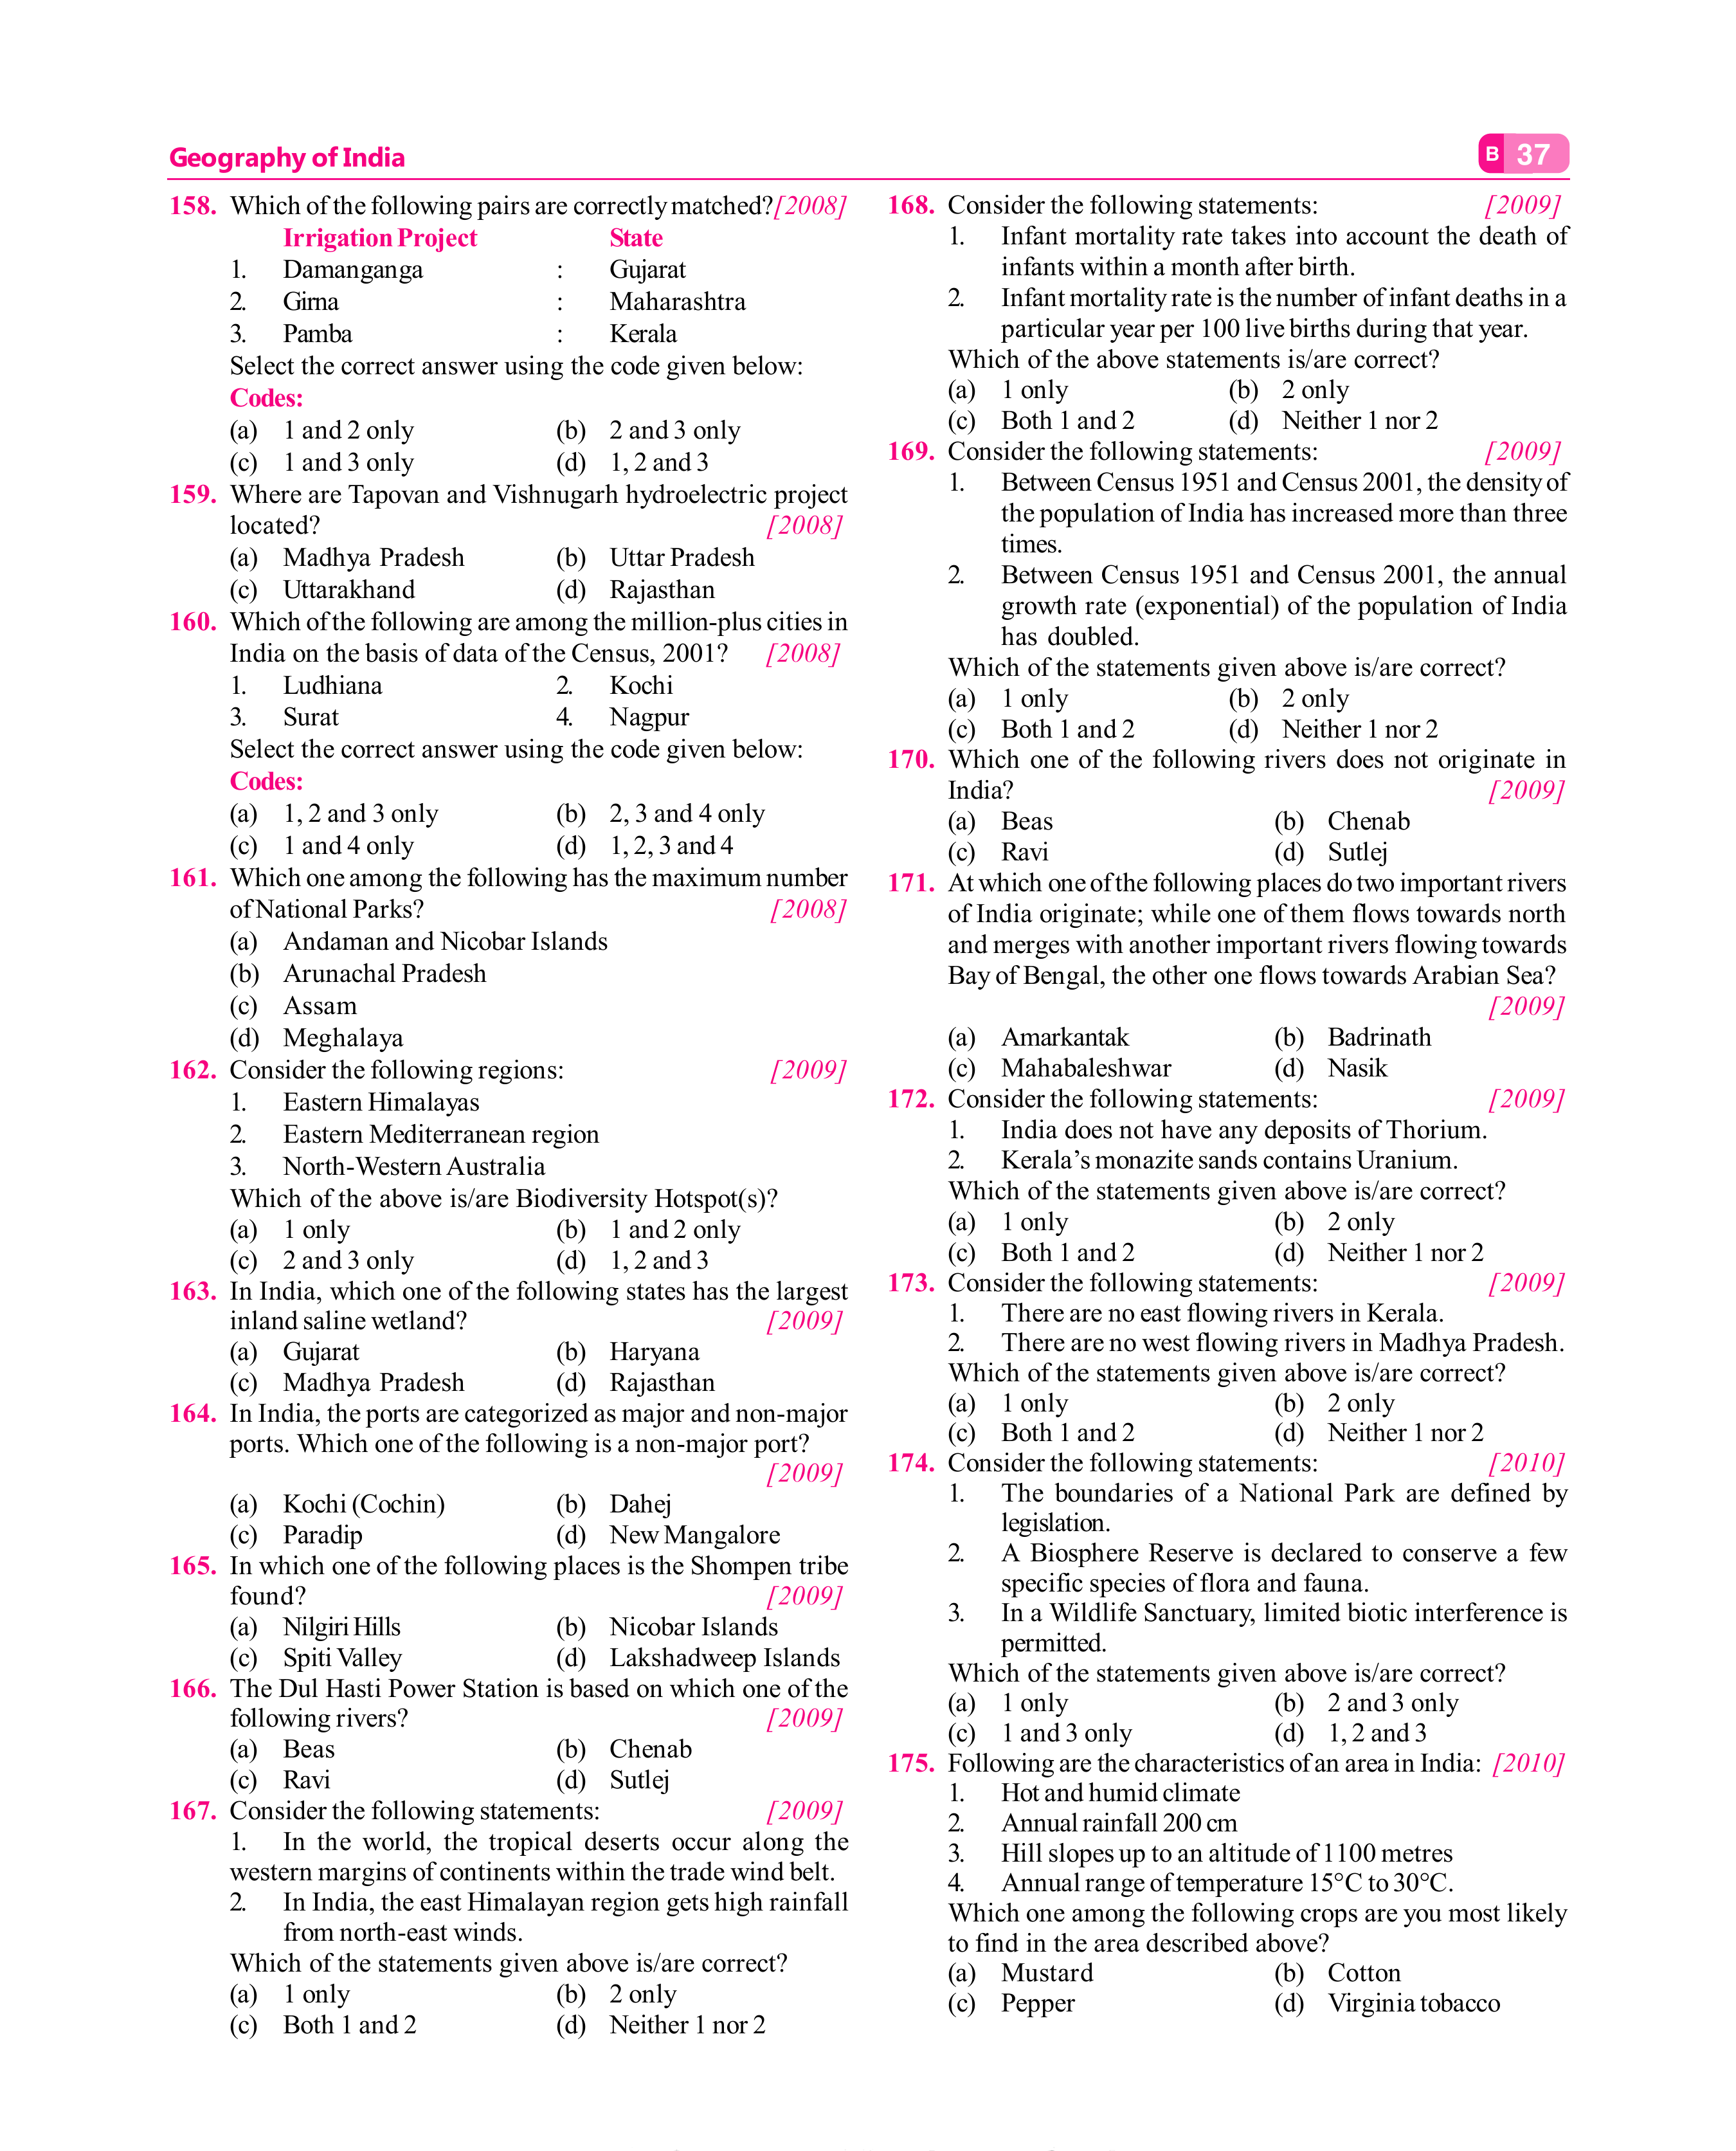 Geography of India
B 37
158. Which of the following pairs are correctly matched? [2008]
Irrigation Project State
1. Damanganga : Gujarat
2. Girna : Maharashtra
3. Pamba : Kerala
Select the correct answer using the code given below:
Codes:
(a) 1 and 2 only (b) 2 and 3 only
(c) 1 and 3 only (d) 1, 2 and 3
159. Where are Tapovan and Vishnugarh hydroelectric project
located? [2008]
(a) Madhya Pradesh (b) Uttar Pradesh
(c) Uttarakhand (d) Rajasthan
160. Which of the following are among the million-plus cities in
India on the basis of data of the Census, 2001? [2008]
1. Ludhiana 2. Kochi
3. Surat 4. Nagpur
Select the correct answer using the code given below:
Codes:
(a) 1, 2 and 3 only (b) 2, 3 and 4 only
(c) 1 and 4 only (d) 1, 2, 3 and 4
161. Which one among the following has the maximum number
of National Parks? [2008]
(a) Andaman and Nicobar Islands
(b) Arunachal Pradesh
(c) Assam
(d) Meghalaya
162. Consider the following regions: [2009]
1. Eastern Himalayas
2. Eastern Mediterranean region
3. North-Western Australia
Which of the above is/are Biodiversity Hotspot(s)?
(a) 1 only (b) 1 and 2 only
(c) 2 and 3 only (d) 1, 2 and 3
163. In India, which one of the following states has the largest
inland saline wetland? [2009]
(a) Gujarat (b) Haryana
(c) Madhya Pradesh (d) Rajasthan
164. In India, the ports are categorized as major and non-major
ports. Which one of the following is a non-major port?
[2009]
(a) Kochi (Cochin) (b) Dahej
(c) Paradip (d) New Mangalore
165. In which one of the following places is the Shompen tribe
found? [2009]
(a) Nilgiri Hills (b) Nicobar Islands
(c) Spiti Valley (d) Lakshadweep Islands
166. The Dul Hasti Power Station is based on which one of the
following rivers? [2009]
(a) Beas (b) Chenab
(c) Ravi (d) Sutlej
167. Consider the following statements: [2009]
1. In the world, the tropical deserts occur along the
western margins of continents within the trade wind belt.
2. In India, the east Himalayan region gets high rainfall
from north-east winds.
Which of the statements given above is/are correct?
(a) 1 only (b) 2 only
(c) Both 1 and 2 (d) Neither 1 nor 2
168. Consider the following statements: [2009]
1. Infant mortality rate takes into account the death of
infants within a month after birth.
2. Infant mortality rate is the number of infant deaths in a
particular year per 100 live births during that year.
Which of the above statements is/are correct?
(a) 1 only (b) 2 only
(c) Both 1 and 2 (d) Neither 1 nor 2
169. Consider the following statements: [2009]
1. Between Census 1951 and Census 2001, the density of
the population of India has increased more than three
times.
2. Between Census 1951 and Census 2001, the annual
growth rate (exponential) of the population of India
has doubled.
Which of the statements given above is/are correct?
(a) 1 only (b) 2 only
(c) Both 1 and 2 (d) Neither 1 nor 2
170. Which one of the following rivers does not originate in
India? [2009]
(a) Beas (b) Chenab
(c) Ravi (d) Sutlej
171. At which one of the following places do two important rivers
of India originate; while one of them flows towards north
and merges with another important rivers flowing towards
Bay of Bengal, the other one flows towards Arabian Sea?
[2009]
(a) Amarkantak (b) Badrinath
(c) Mahabaleshwar (d) Nasik
172. Consider the following statements: [2009]
1. India does not have any deposits of Thorium.
2. Kerala's monazite sands contains Uranium.
Which of the statements given above is/are correct?
(a) 1 only (b) 2 only
(c) Both 1 and 2 (d) Neither 1 nor 2
173. Consider the following statements: [2009]
1. There are no east flowing rivers in Kerala.
2. There are no west flowing rivers in Madhya Pradesh.
Which of the statements given above is/are correct?
(a) 1 only (b) 2 only
(c) Both 1 and 2 (d) Neither 1 nor 2
174. Consider the following statements: [2010]
1. The boundaries of a National Park are defined by
legislation.
2. A Biosphere Reserve is declared to conserve a few
specific species of flora and fauna.
3. In a Wildlife Sanctuary, limited biotic interference is
permitted.
Which of the statements given above is/are correct?
(a) 1 only (b) 2 and 3 only
(c) 1 and 3 only (d) 1, 2 and 3
175. Following are the characteristics of an area in India: [2010]
1. Hot and humid climate
2. Annual rainfall 200 cm
3. Hill slopes up to an altitude of 1100 metres
4. Annual range of temperature 15°C to 30°C.
Which one among the following crops are you most likely
to find in the area described above?
(a) Mustard (b) Cotton
(c) Pepper (d) Virginia tobacco